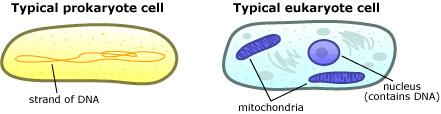 Typical prokaryote cell
strand of DNA
Typical eukaryote cell
mitochondria
nucleus
(contains DNA)